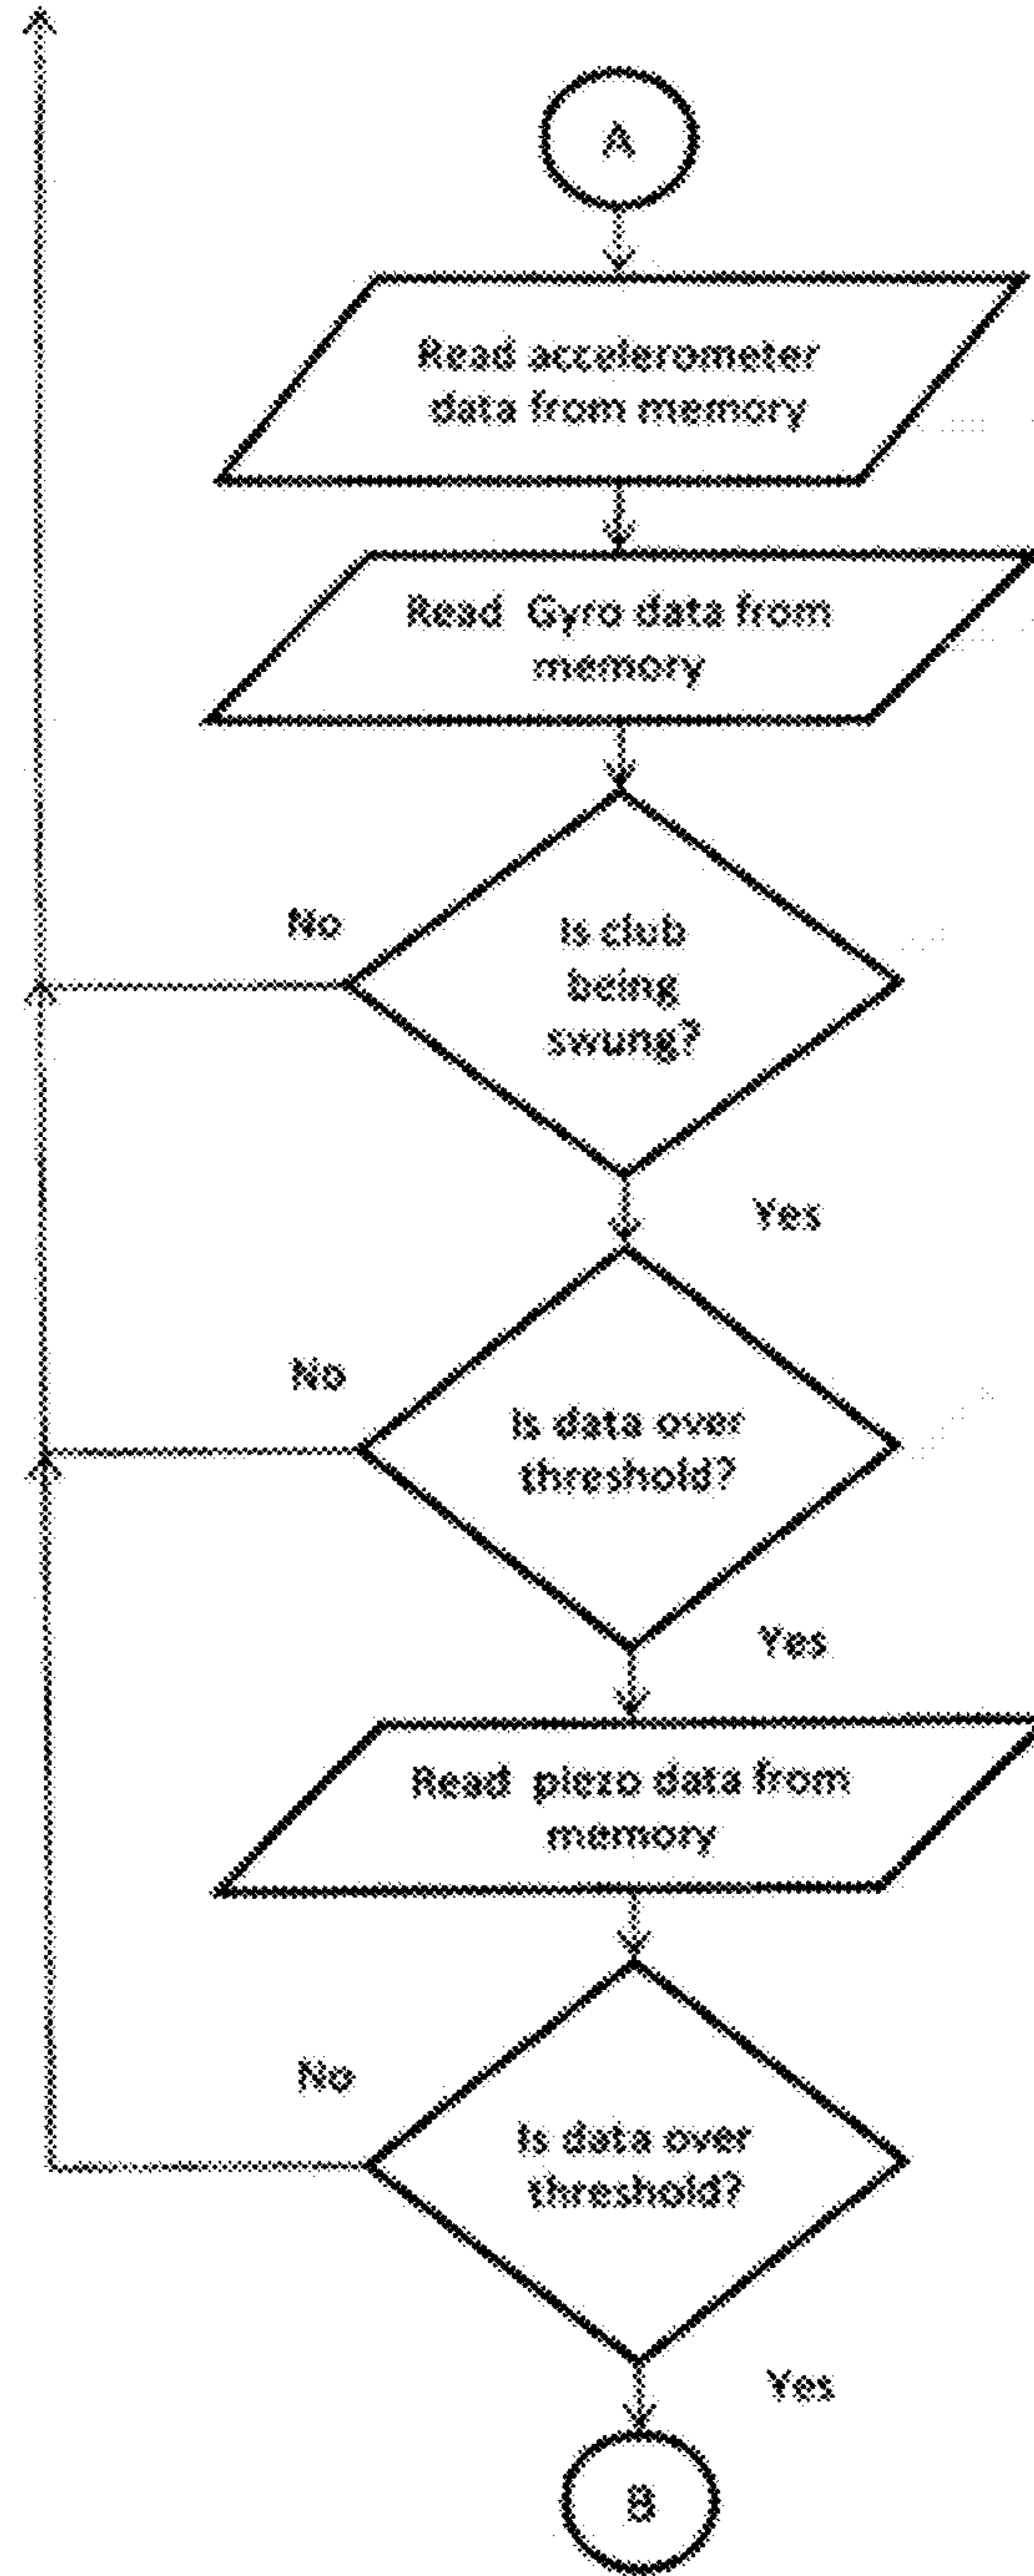 A
Read accelerometer
data from memory
Read Gyro data from
memory
No
Is club
being
swung?
Yes
No
Is data over
threshold?
Yes
Read piezo data from
memory
No
Is data over
threshold?
Yes
B